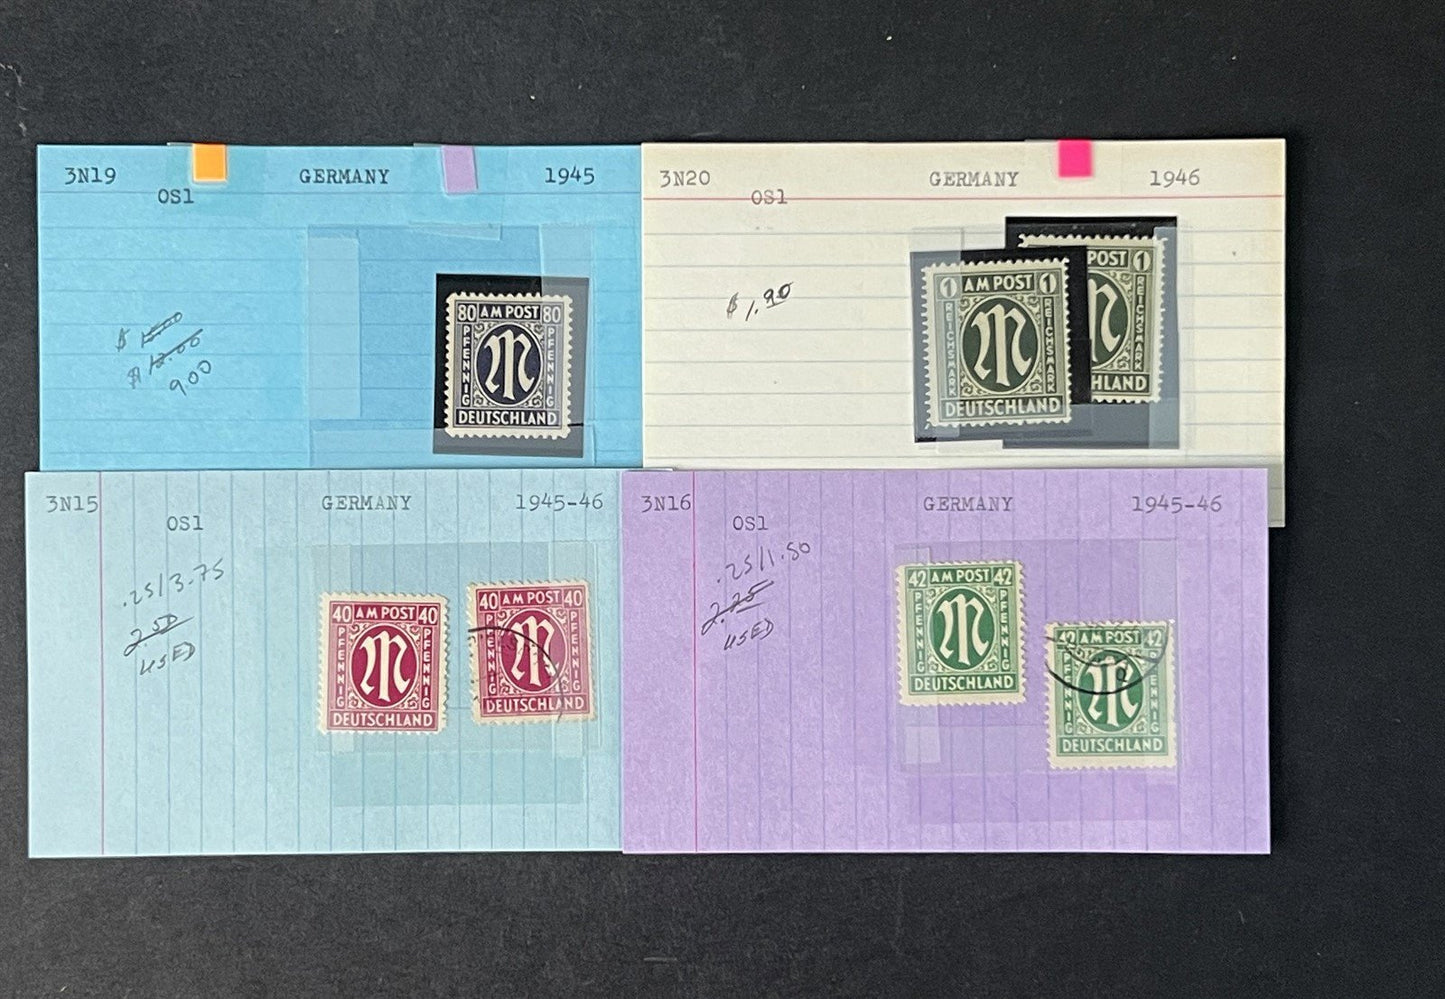 3N19 GERMANY 1945
OS1
$ 15.00
$ 12.00
9.00
80 AM POST 80
PFENNIG M PFENNIG
DEUTSCHLAND
3N20 GERMANY 1946
OS1
$ 1.90
1 AM POST 1
REICHSMARK M REICHSMARK
DEUTSCHLAND
POST 1
REICHSMARK
HLAND
3N15 GERMANY 1945-46
OS1
.25/3.75
2.50
USED
40 AM POST 40
PFENNIG M PFENNIG
DEUTSCHLAND
40 AM POST 40
PFENNIG M PFENNIG
DEUTSCHLAND
3N16 GERMANY 1945-46
OS1
.25/1.50
2.25
USED
42 AM POST 42
PFENNIG M PFENNIG
DEUTSCHLAND
42 AM POST 42
PFENNIG M PFENNIG
DEUTSCHLAND